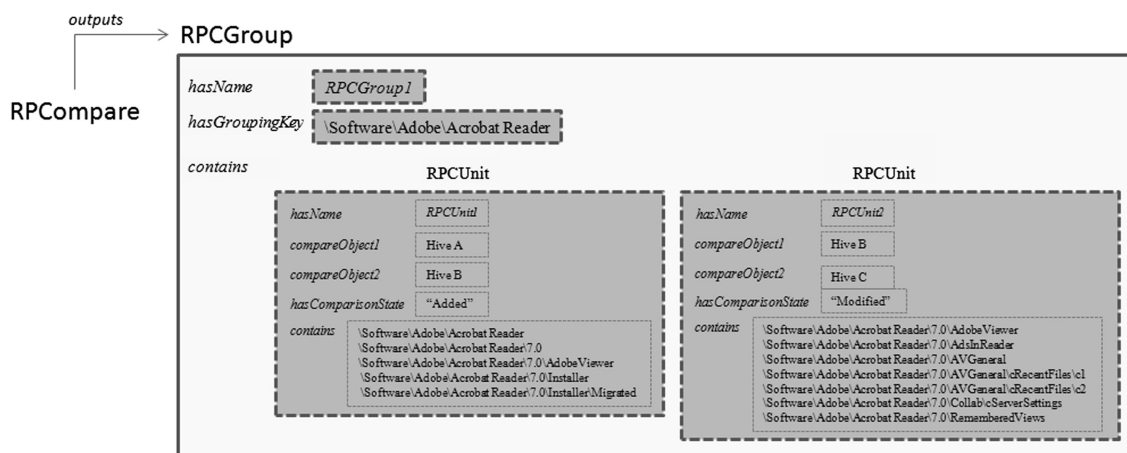 outputs
RPCGroup
RPCompare
hasName RPCGroup1
hasGroupingKey \Software\Adobe\Acrobat Reader
contains
RPCUnit
hasName RPCUnit1
compareObject1 Hive A
compareObject2 Hive B
hasComparisonState “Added”
contains \Software\Adobe\Acrobat Reader
\Software\Adobe\Acrobat Reader\7.0
\Software\Adobe\Acrobat Reader\7.0\AdobeViewer
\Software\Adobe\Acrobat Reader\7.0\Installer
\Software\Adobe\Acrobat Reader\7.0\Installer\Migrated
RPCUnit
hasName RPCUnit2
compareObject1 Hive B
compareObject2 Hive C
hasComparisonState “Modified”
contains \Software\Adobe\Acrobat Reader\7.0\AdobeViewer
\Software\Adobe\Acrobat Reader\7.0\AdsInReader
\Software\Adobe\Acrobat Reader\7.0\AVGeneral
\Software\Adobe\Acrobat Reader\7.0\AVGeneral\cRecentFiles\c1
\Software\Adobe\Acrobat Reader\7.0\AVGeneral\cRecentFiles\c2
\Software\Adobe\Acrobat Reader\7.0\Collab\cServerSettings
\Software\Adobe\Acrobat Reader\7.0\RememberedViews